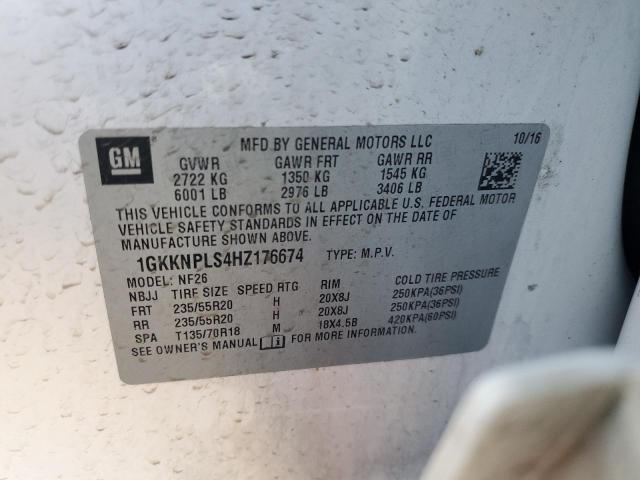 GM
MFD BY GENERAL MOTORS LLC 10/16
GVWR GAWR FRT GAWR RR
2722 KG 1350 KG 1545 KG
6001 LB 2976 LB 3406 LB
THIS VEHICLE CONFORMS TO ALL APPLICABLE U.S. FEDERAL MOTOR
VEHICLE SAFETY STANDARDS IN EFFECT ON THE DATE OF
MANUFACTURE SHOWN ABOVE.
1GKKNPLS4HZ176674 TYPE: M.P.V.
MODEL: NF26
NBJJ TIRE SIZE SPEED RTG RIM COLD TIRE PRESSURE
FRT 235/55R20 H 20X8J 250KPA(36PSI)
RR 235/55R20 H 20X8J 250KPA(36PSI)
SPA T135/70R18 M 18X4.5B 420KPA(60PSI)
SEE OWNER'S MANUAL i FOR MORE INFORMATION.